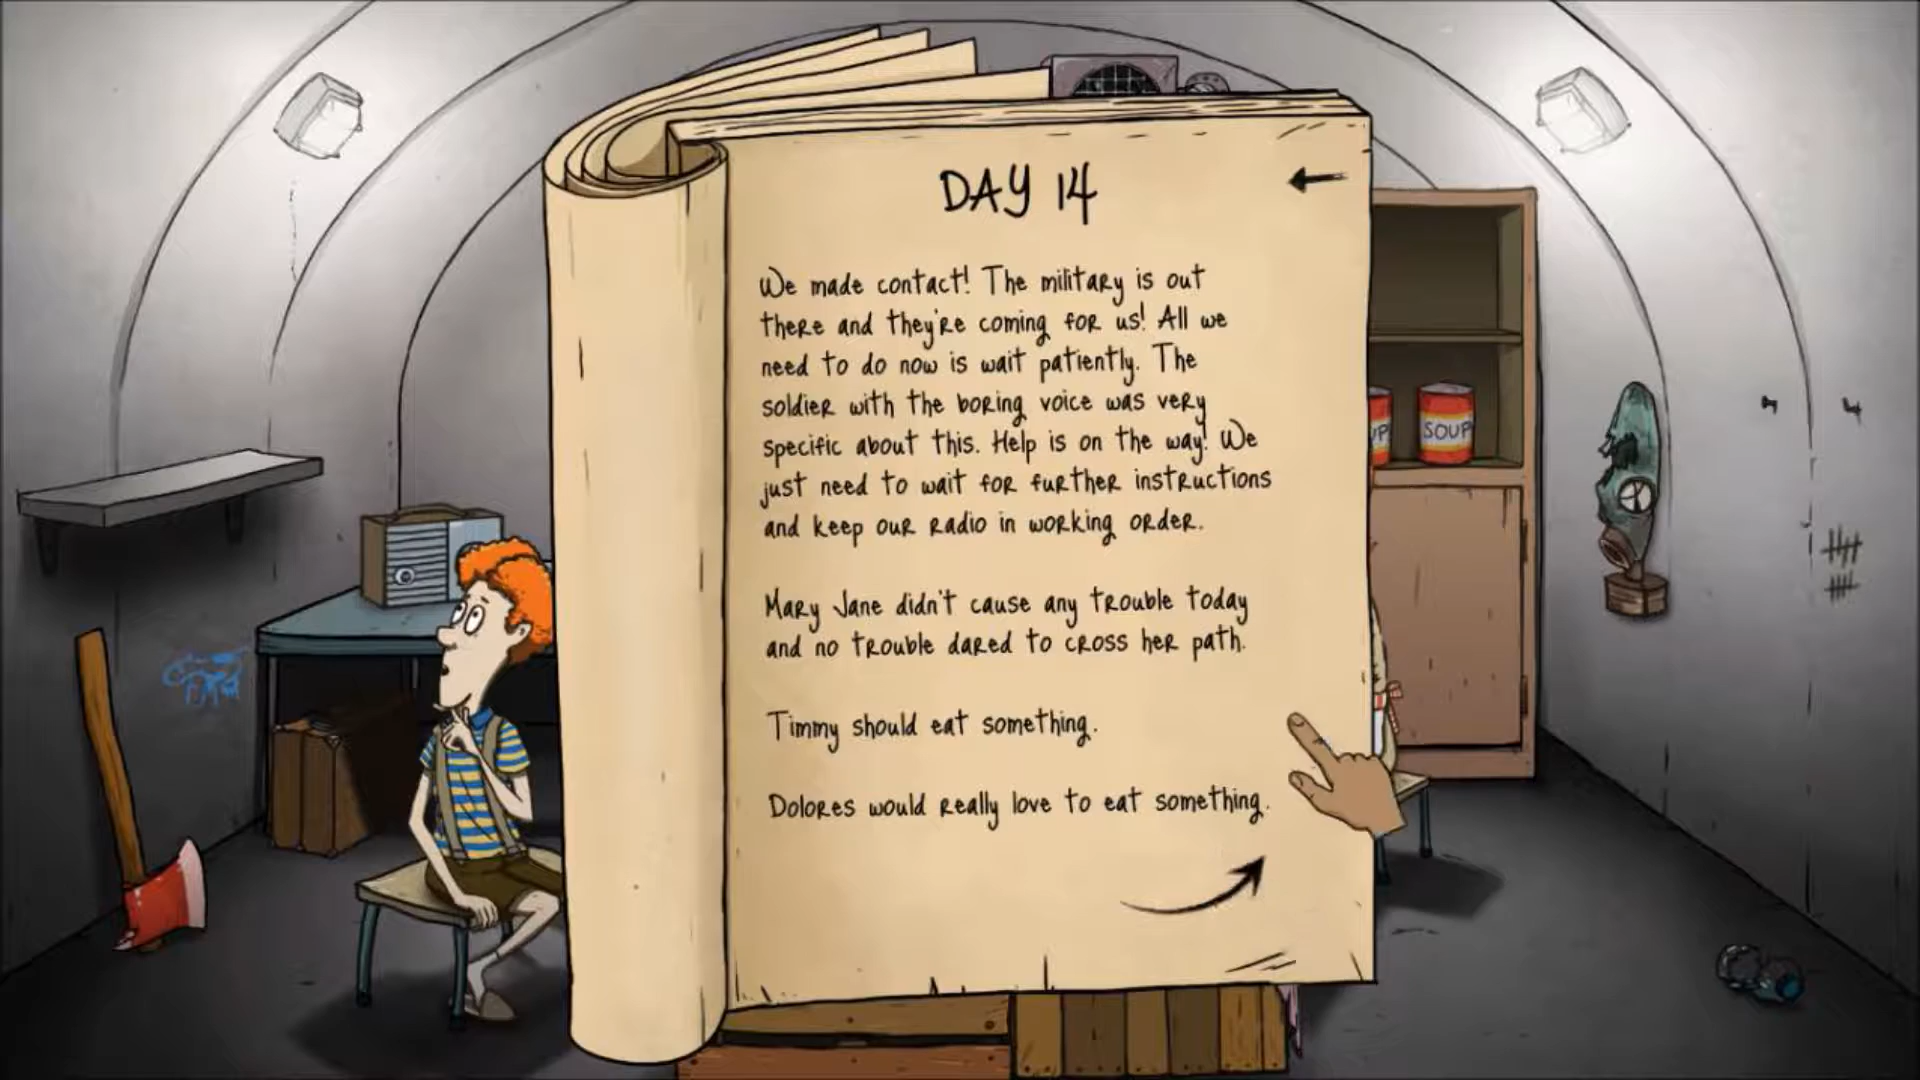 DAY 14
We made contact! The military is out
there and they're coming for us! All we
need to do now is wait patiently. The
soldier with the boring voice was very
specific about this. Help is on the way! We
just need to wait for further instructions
and keep our radio in working order.
Mary Jane didn't cause any trouble today
and no trouble dared to cross her path.
Timmy should eat something.
Dolores would really love to eat something.
UP
SOUP